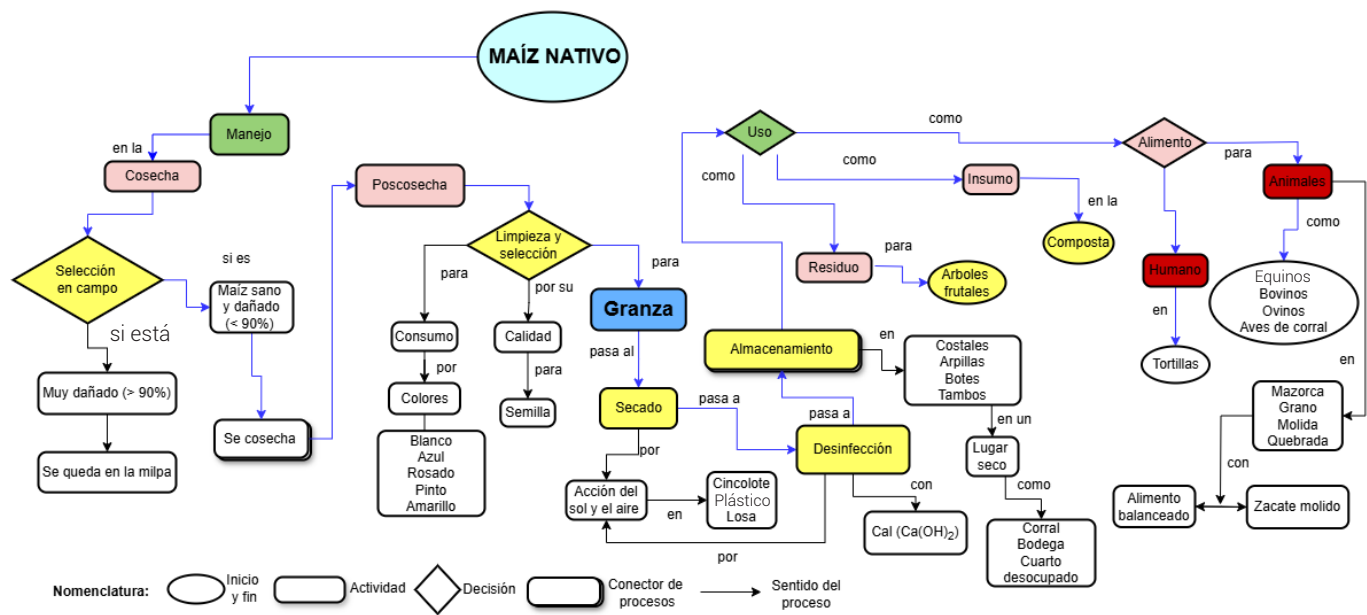 MAÍZ NATIVO
Manejo
en la
Cosecha
Selección
en campo
si es
Maíz sano
y dañado
(< 90%)
si está
Muy dañado (> 90%)
Se queda en la milpa
Se cosecha
Poscosecha
Limpieza y
selección
para
Consumo
por
Colores
Blanco
Azul
Rosado
Pinto
Amarillo
por su
Calidad
para
Semilla
para
Granza
pasa al
Secado
por
Acción del
sol y el aire
en
Cincolote
Plástico
Losa
pasa a
Desinfección
por
con
Cal (Ca(OH)₂)
pasa a
Almacenamiento
en
Costales
Arpillas
Botes
Tambos
en un
Lugar
seco
como
Corral
Bodega
Cuarto
desocupado
Uso
como
Residuo
para
Arboles
frutales
como
Insumo
en la
Composta
como
Alimento
Humano
en
Tortillas
para
Animales
como
Equinos
Bovinos
Ovinos
Aves de corral
en
Mazorca
Grano
Molida
Quebrada
con
Alimento
balanceado
Zacate molido
Nomenclatura:
Inicio
y fin
Actividad
Decisión
Conector de
procesos
Sentido del
proceso